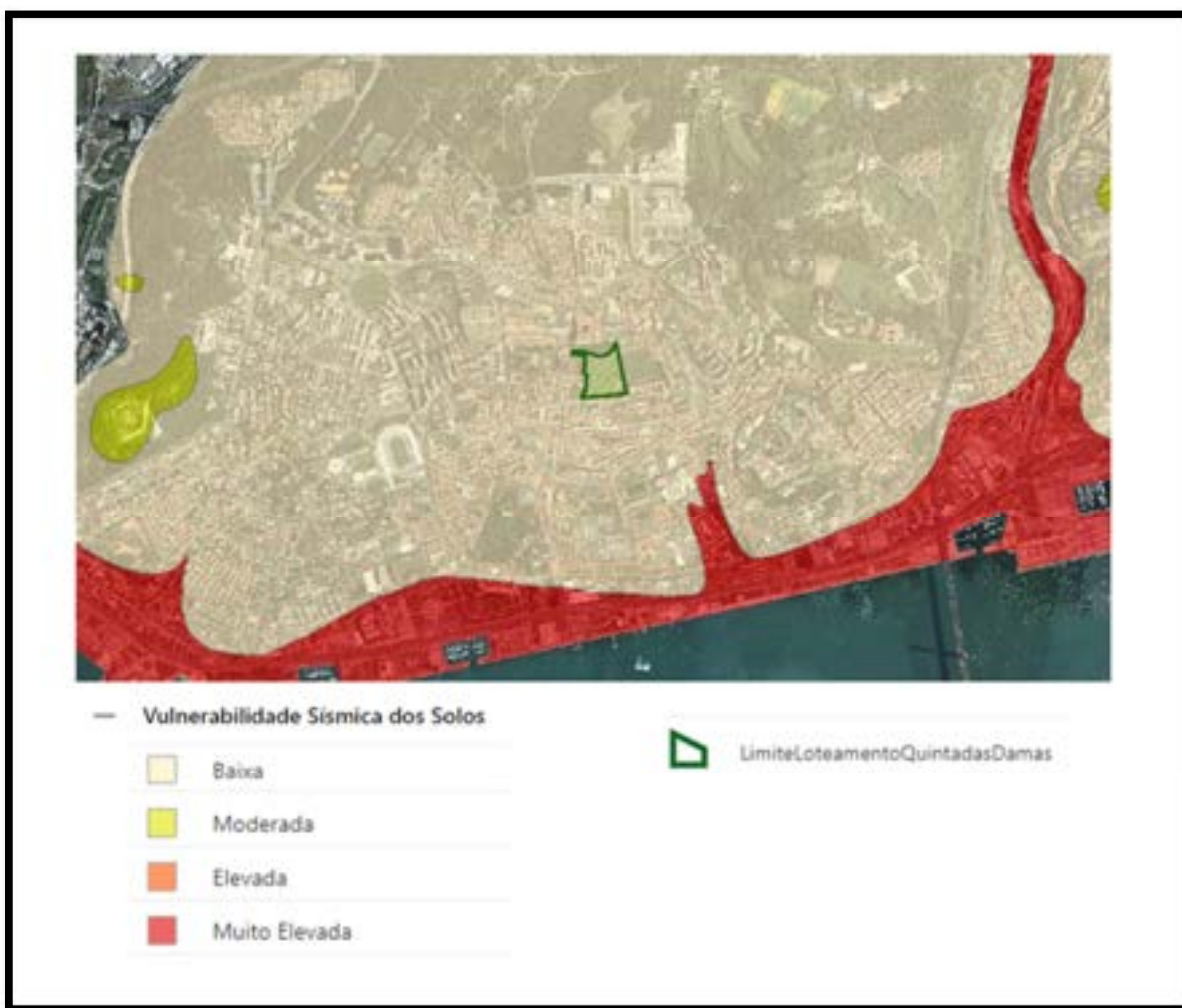 Vulnerabilidade Sísmica dos Solos
Baixa
Moderada
Elevada
Muito Elevada
LimiteLoteamentoQuintadasDamas